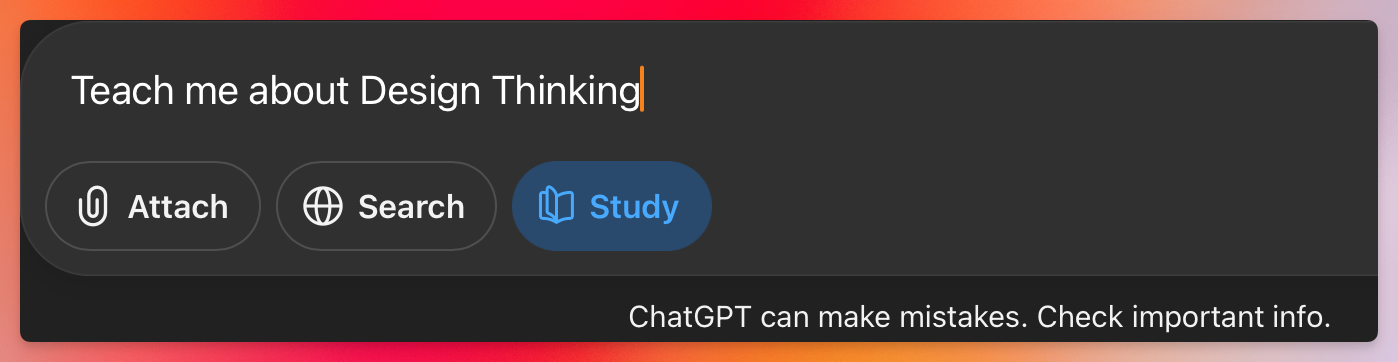 Teach me about Design Thinking
Attach Search Study
ChatGPT can make mistakes. Check important info.